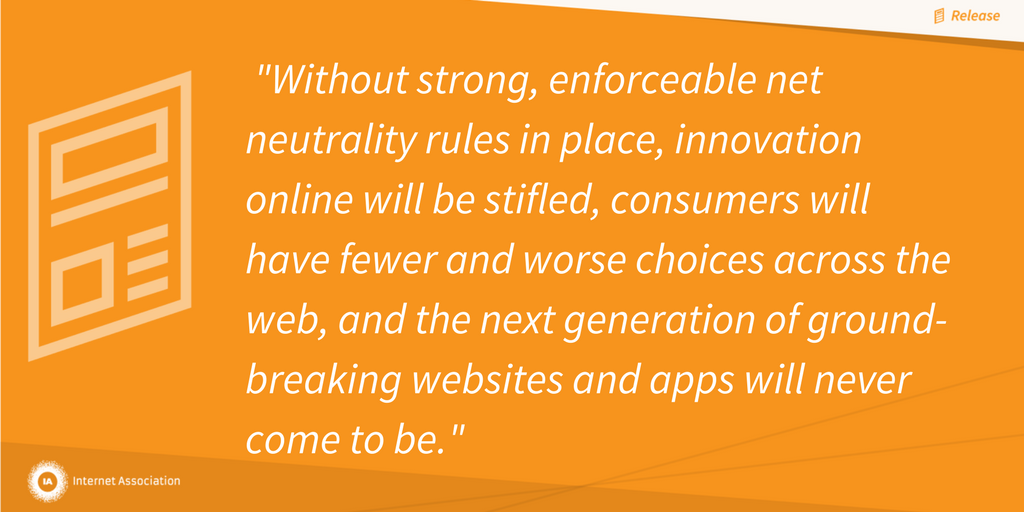 Release
"Without strong, enforceable net
neutrality rules in place, innovation
online will be stifled, consumers will
have fewer and worse choices across the
web, and the next generation of ground-
breaking websites and apps will never
come to be."
IA
Internet Association